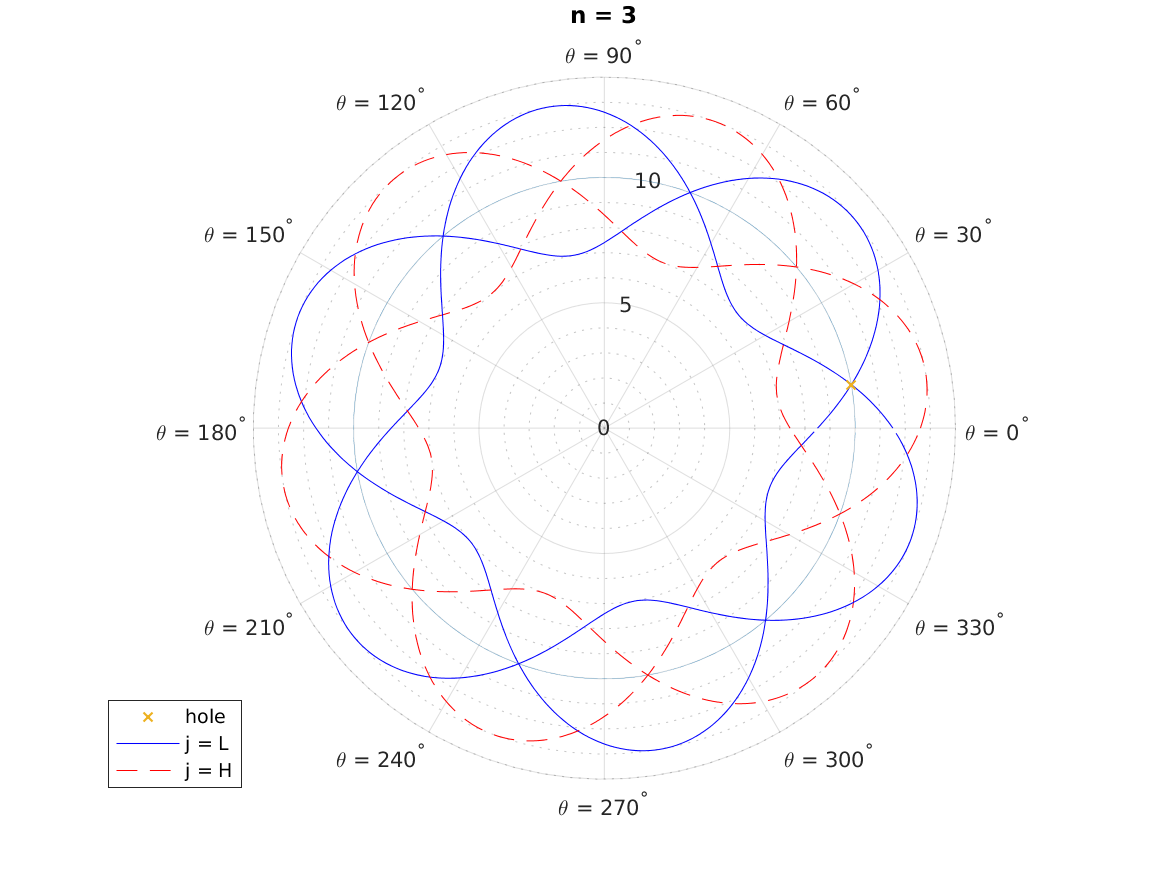 n = 3
θ = 90°
θ = 120°
θ = 60°
10
θ = 150°
θ = 30°
5
θ = 180°
0
θ = 0°
θ = 210°
θ = 330°
hole
j = L
j = H
θ = 240°
θ = 300°
θ = 270°